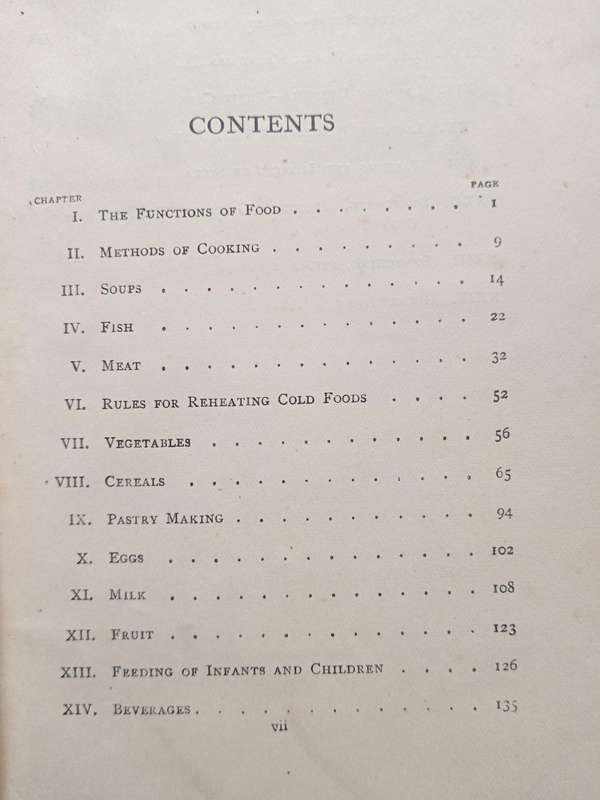 CONTENTS
CHAPTER PAGE
I. THE FUNCTIONS OF FOOD . . . . . . . . 1
II. METHODS OF COOKING . . . . . . . . . 9
III. SOUPS . . . . . . . . . . . . . . 14
IV. FISH . . . . . . . . . . . . . . 22
V. MEAT . . . . . . . . . . . . . . 32
VI. RULES FOR REHEATING COLD FOODS . . . . 52
VII. VEGETABLES . . . . . . . . . . . . 56
VIII. CEREALS . . . . . . . . . . . . . 65
IX. PASTRY MAKING . . . . . . . . . . . 94
X. EGGS . . . . . . . . . . . . . . 102
XI. MILK . . . . . . . . . . . . . . 108
XII. FRUIT . . . . . . . . . . . . . . 123
XIII. FEEDING OF INFANTS AND CHILDREN . . . . 126
XIV. BEVERAGES . . . . . . . . . . . . . 135
vii